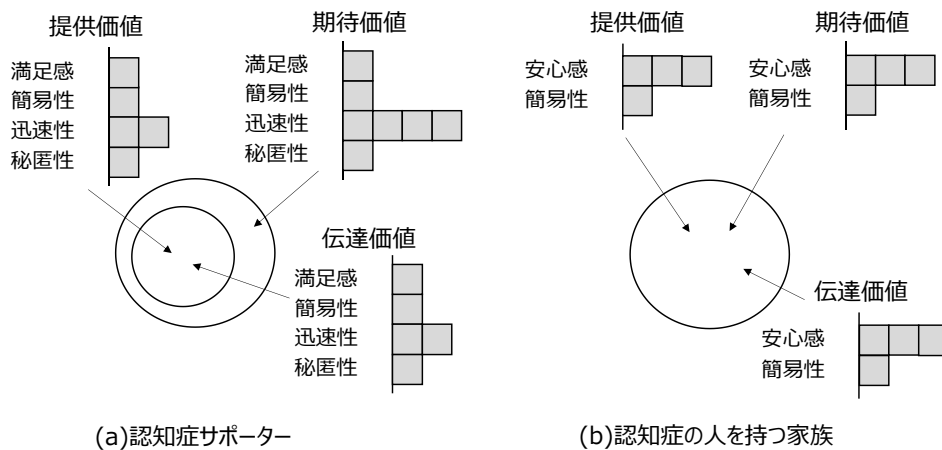 提供価値
満足感
簡易性
迅速性
秘匿性
期待価値
満足感
簡易性
迅速性
秘匿性
伝達価値
満足感
簡易性
迅速性
秘匿性
(a)認知症サポーター
提供価値
安心感
簡易性
期待価値
安心感
簡易性
伝達価値
安心感
簡易性
(b)認知症の人を持つ家族